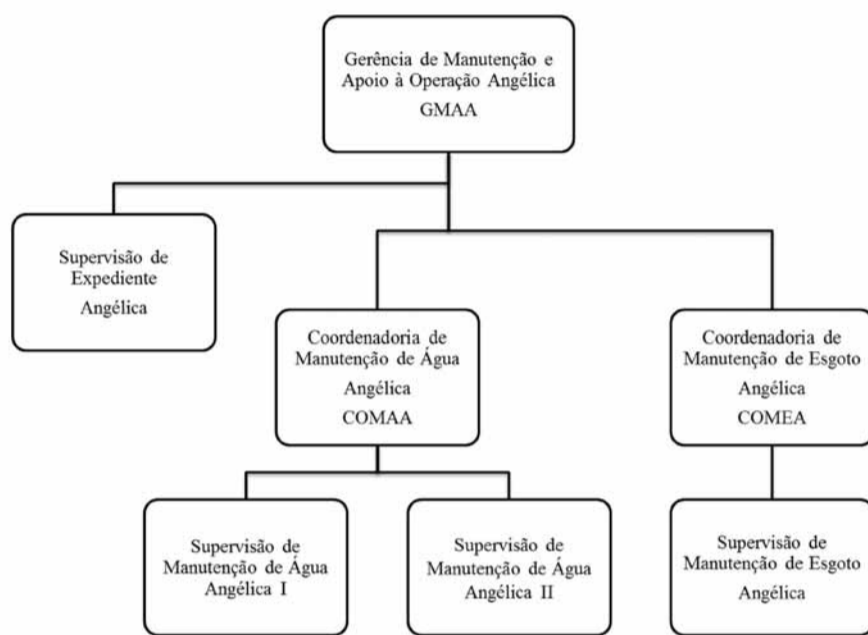 Gerência de Manutenção e
Apoio à Operação Angélica
GMAA
Supervisão de
Expediente
Angélica
Coordenadoria de
Manutenção de Água
Angélica
COMAA
Coordenadoria de
Manutenção de Esgoto
Angélica
COMEA
Supervisão de
Manutenção de Água
Angélica I
Supervisão de
Manutenção de Água
Angélica II
Supervisão de
Manutenção de Esgoto
Angélica